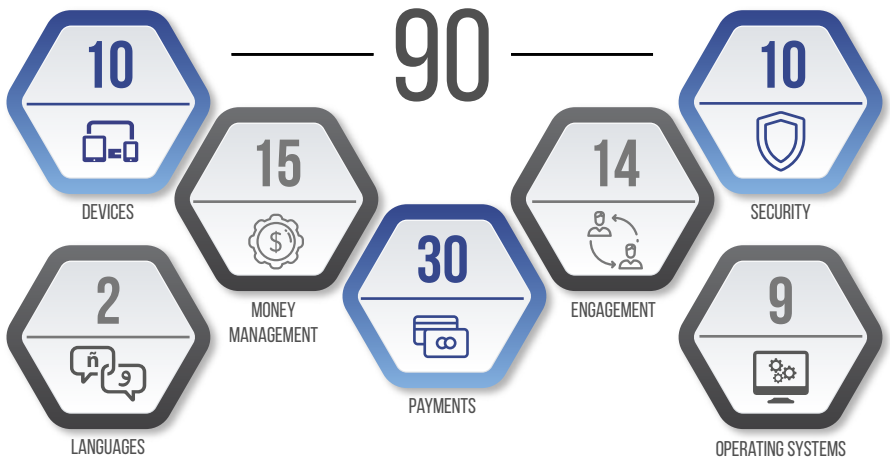 90
10
DEVICES
10
SECURITY
15
$
MONEY
MANAGEMENT
14
ENGAGEMENT
30
PAYMENTS
2
ñ
و
LANGUAGES
9
OPERATING SYSTEMS